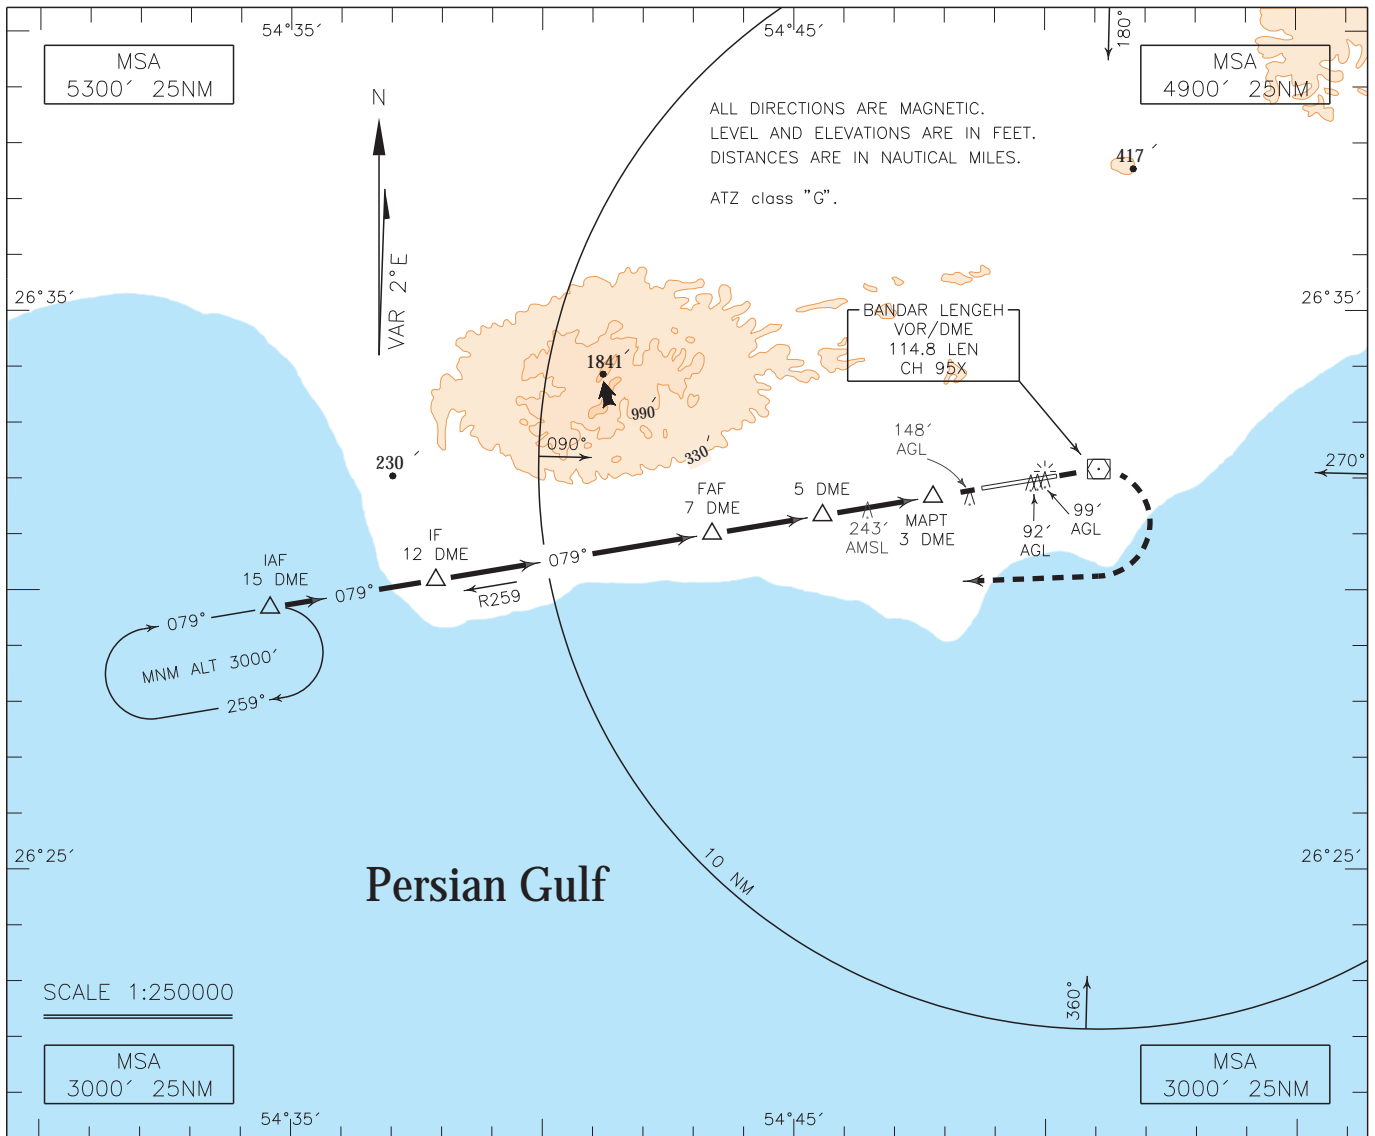 54°35′
54°45′
180°
MSA
5300′ 25NM
MSA
4900′ 25NM
N
VAR 2°E
ALL DIRECTIONS ARE MAGNETIC.
LEVEL AND ELEVATIONS ARE IN FEET.
DISTANCES ARE IN NAUTICAL MILES.
ATZ class "G".
417′
26°35′
26°35′
BANDAR LENGEH
VOR/DME
114.8 LEN
CH 95X
1841′
990′
330′
090°
230′
148′
AGL
270°
FAF
7 DME
5 DME
243′
AMSL
MAPT
3 DME
92′
AGL
99′
AGL
IF
12 DME
IAF
15 DME
079°
079°
079°
R259
MNM ALT 3000′
259°
26°25′
26°25′
10 NM
Persian Gulf
SCALE 1:250000
360°
MSA
3000′ 25NM
MSA
3000′ 25NM
54°35′
54°45′